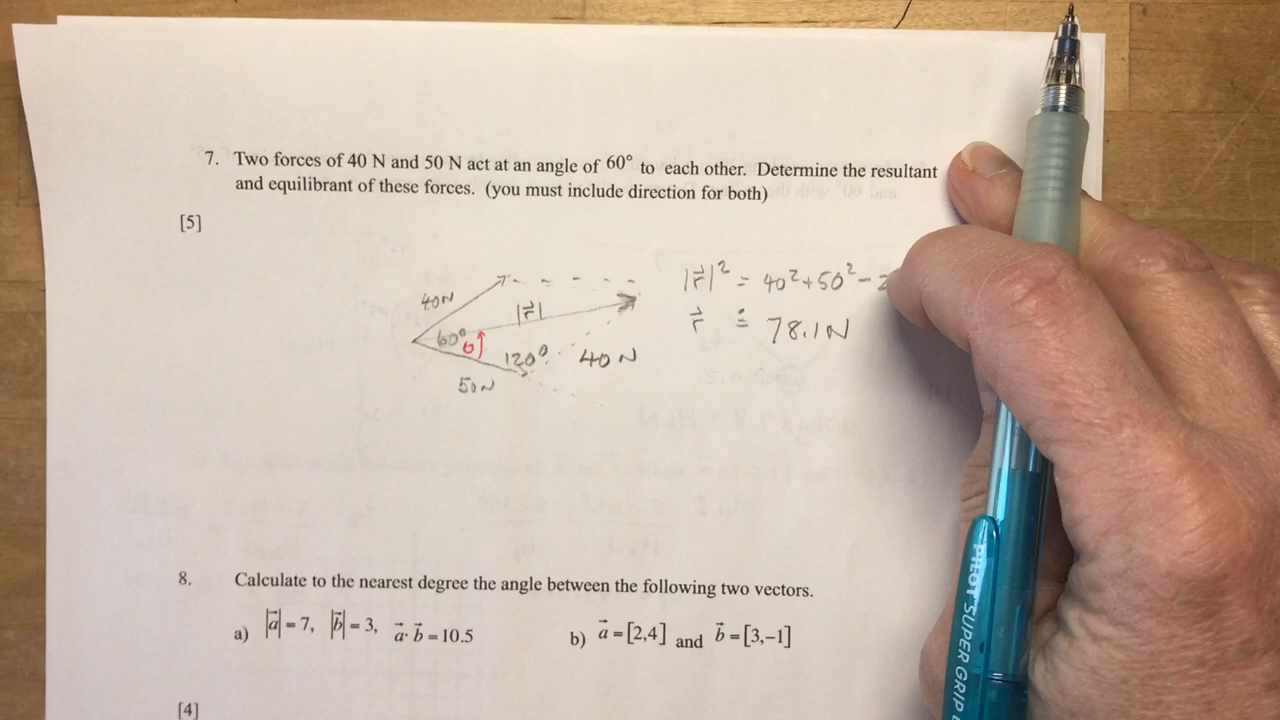 7. Two forces of 40 N and 50 N act at an angle of 60° to each other. Determine the resultant
and equilibrant of these forces. (you must include direction for both)
[5]
|r⃗|² = 40²+50²-2
40N
|r⃗|
r⃗ ≐ 78.1N
60°
θ
120°
40N
50N
8. Calculate to the nearest degree the angle between the following two vectors.
a) |a⃗| = 7, |b⃗| = 3, a⃗·b⃗ = 10.5 b) a⃗ = [2,4] and b⃗ = [3,−1]
[4]
PILOT SUPER GRIP